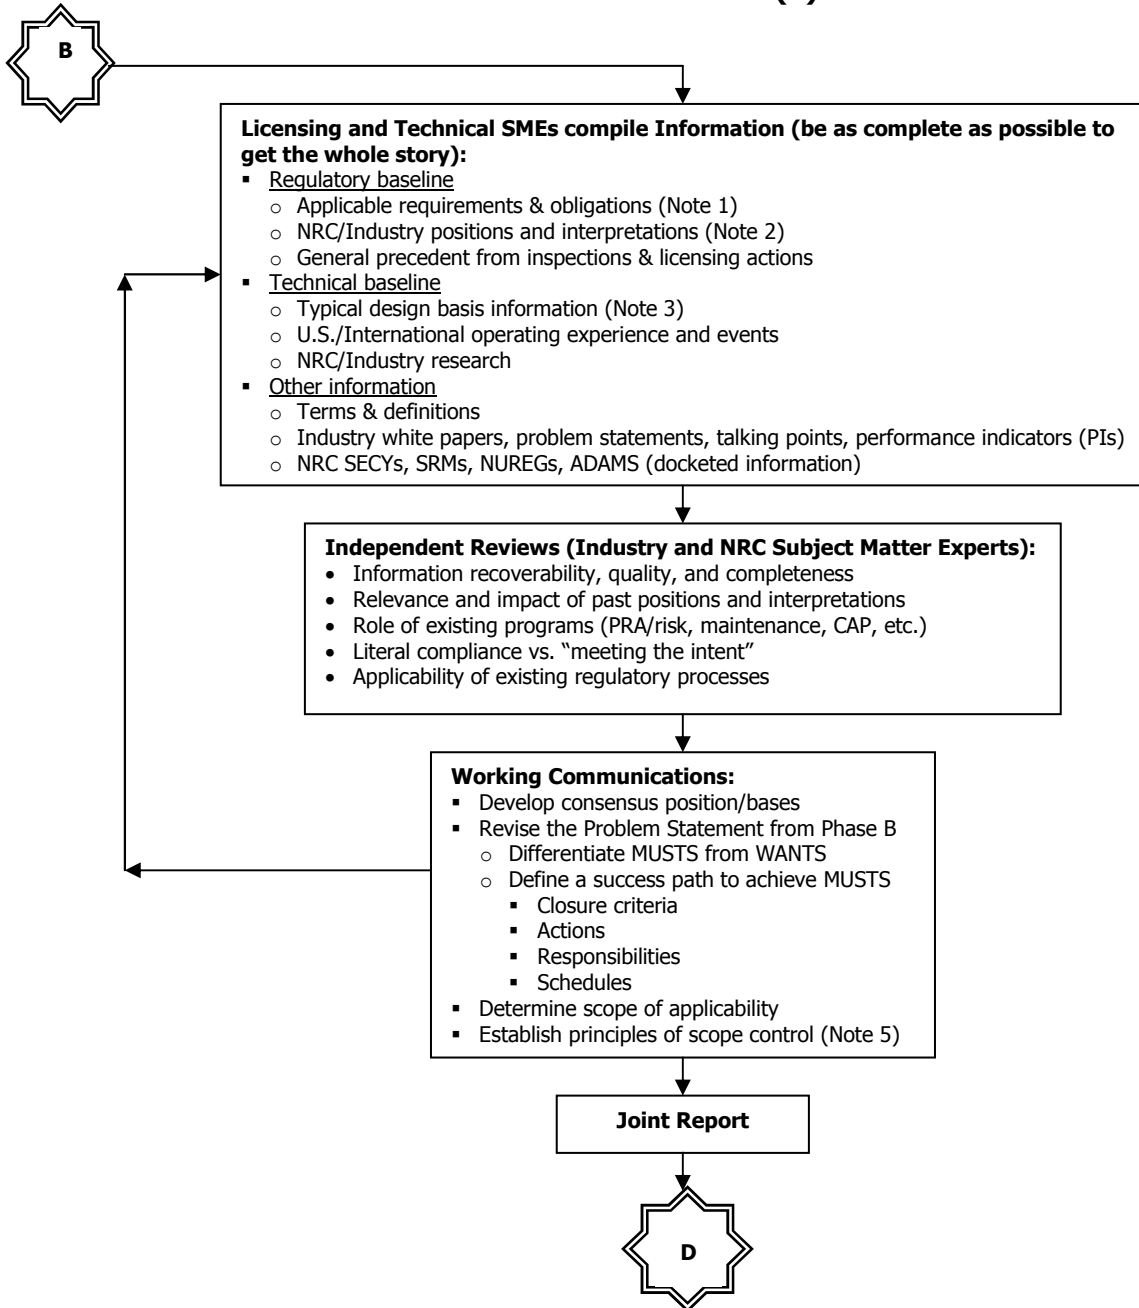 B
Licensing and Technical SMEs compile Information (be as complete as possible to
get the whole story):
▪ Regulatory baseline
o Applicable requirements & obligations (Note 1)
o NRC/Industry positions and interpretations (Note 2)
o General precedent from inspections & licensing actions
▪ Technical baseline
o Typical design basis information (Note 3)
o U.S./International operating experience and events
o NRC/Industry research
▪ Other information
o Terms & definitions
o Industry white papers, problem statements, talking points, performance indicators (PIs)
o NRC SECYs, SRMs, NUREGs, ADAMS (docketed information)
Independent Reviews (Industry and NRC Subject Matter Experts):
• Information recoverability, quality, and completeness
• Relevance and impact of past positions and interpretations
• Role of existing programs (PRA/risk, maintenance, CAP, etc.)
• Literal compliance vs. “meeting the intent”
• Applicability of existing regulatory processes
Working Communications:
▪ Develop consensus position/bases
▪ Revise the Problem Statement from Phase B
o Differentiate MUSTS from WANTS
o Define a success path to achieve MUSTS
▪ Closure criteria
▪ Actions
▪ Responsibilities
▪ Schedules
▪ Determine scope of applicability
▪ Establish principles of scope control (Note 5)
Joint Report
D